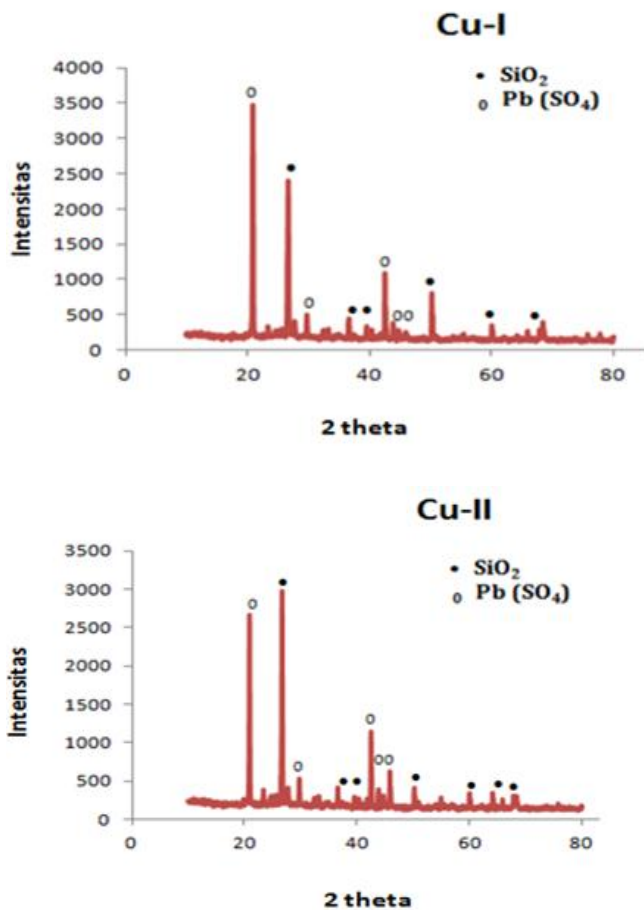 Cu-I
• SiO₂
o Pb (SO₄)
Intensitas
4000
3500
3000
2500
2000
1500
1000
500
0
0 20 40 60 80
2 theta
Cu-II
• SiO₂
o Pb (SO₄)
Intensitas
3500
3000
2500
2000
1500
1000
500
0
0 20 40 60 80
2 theta